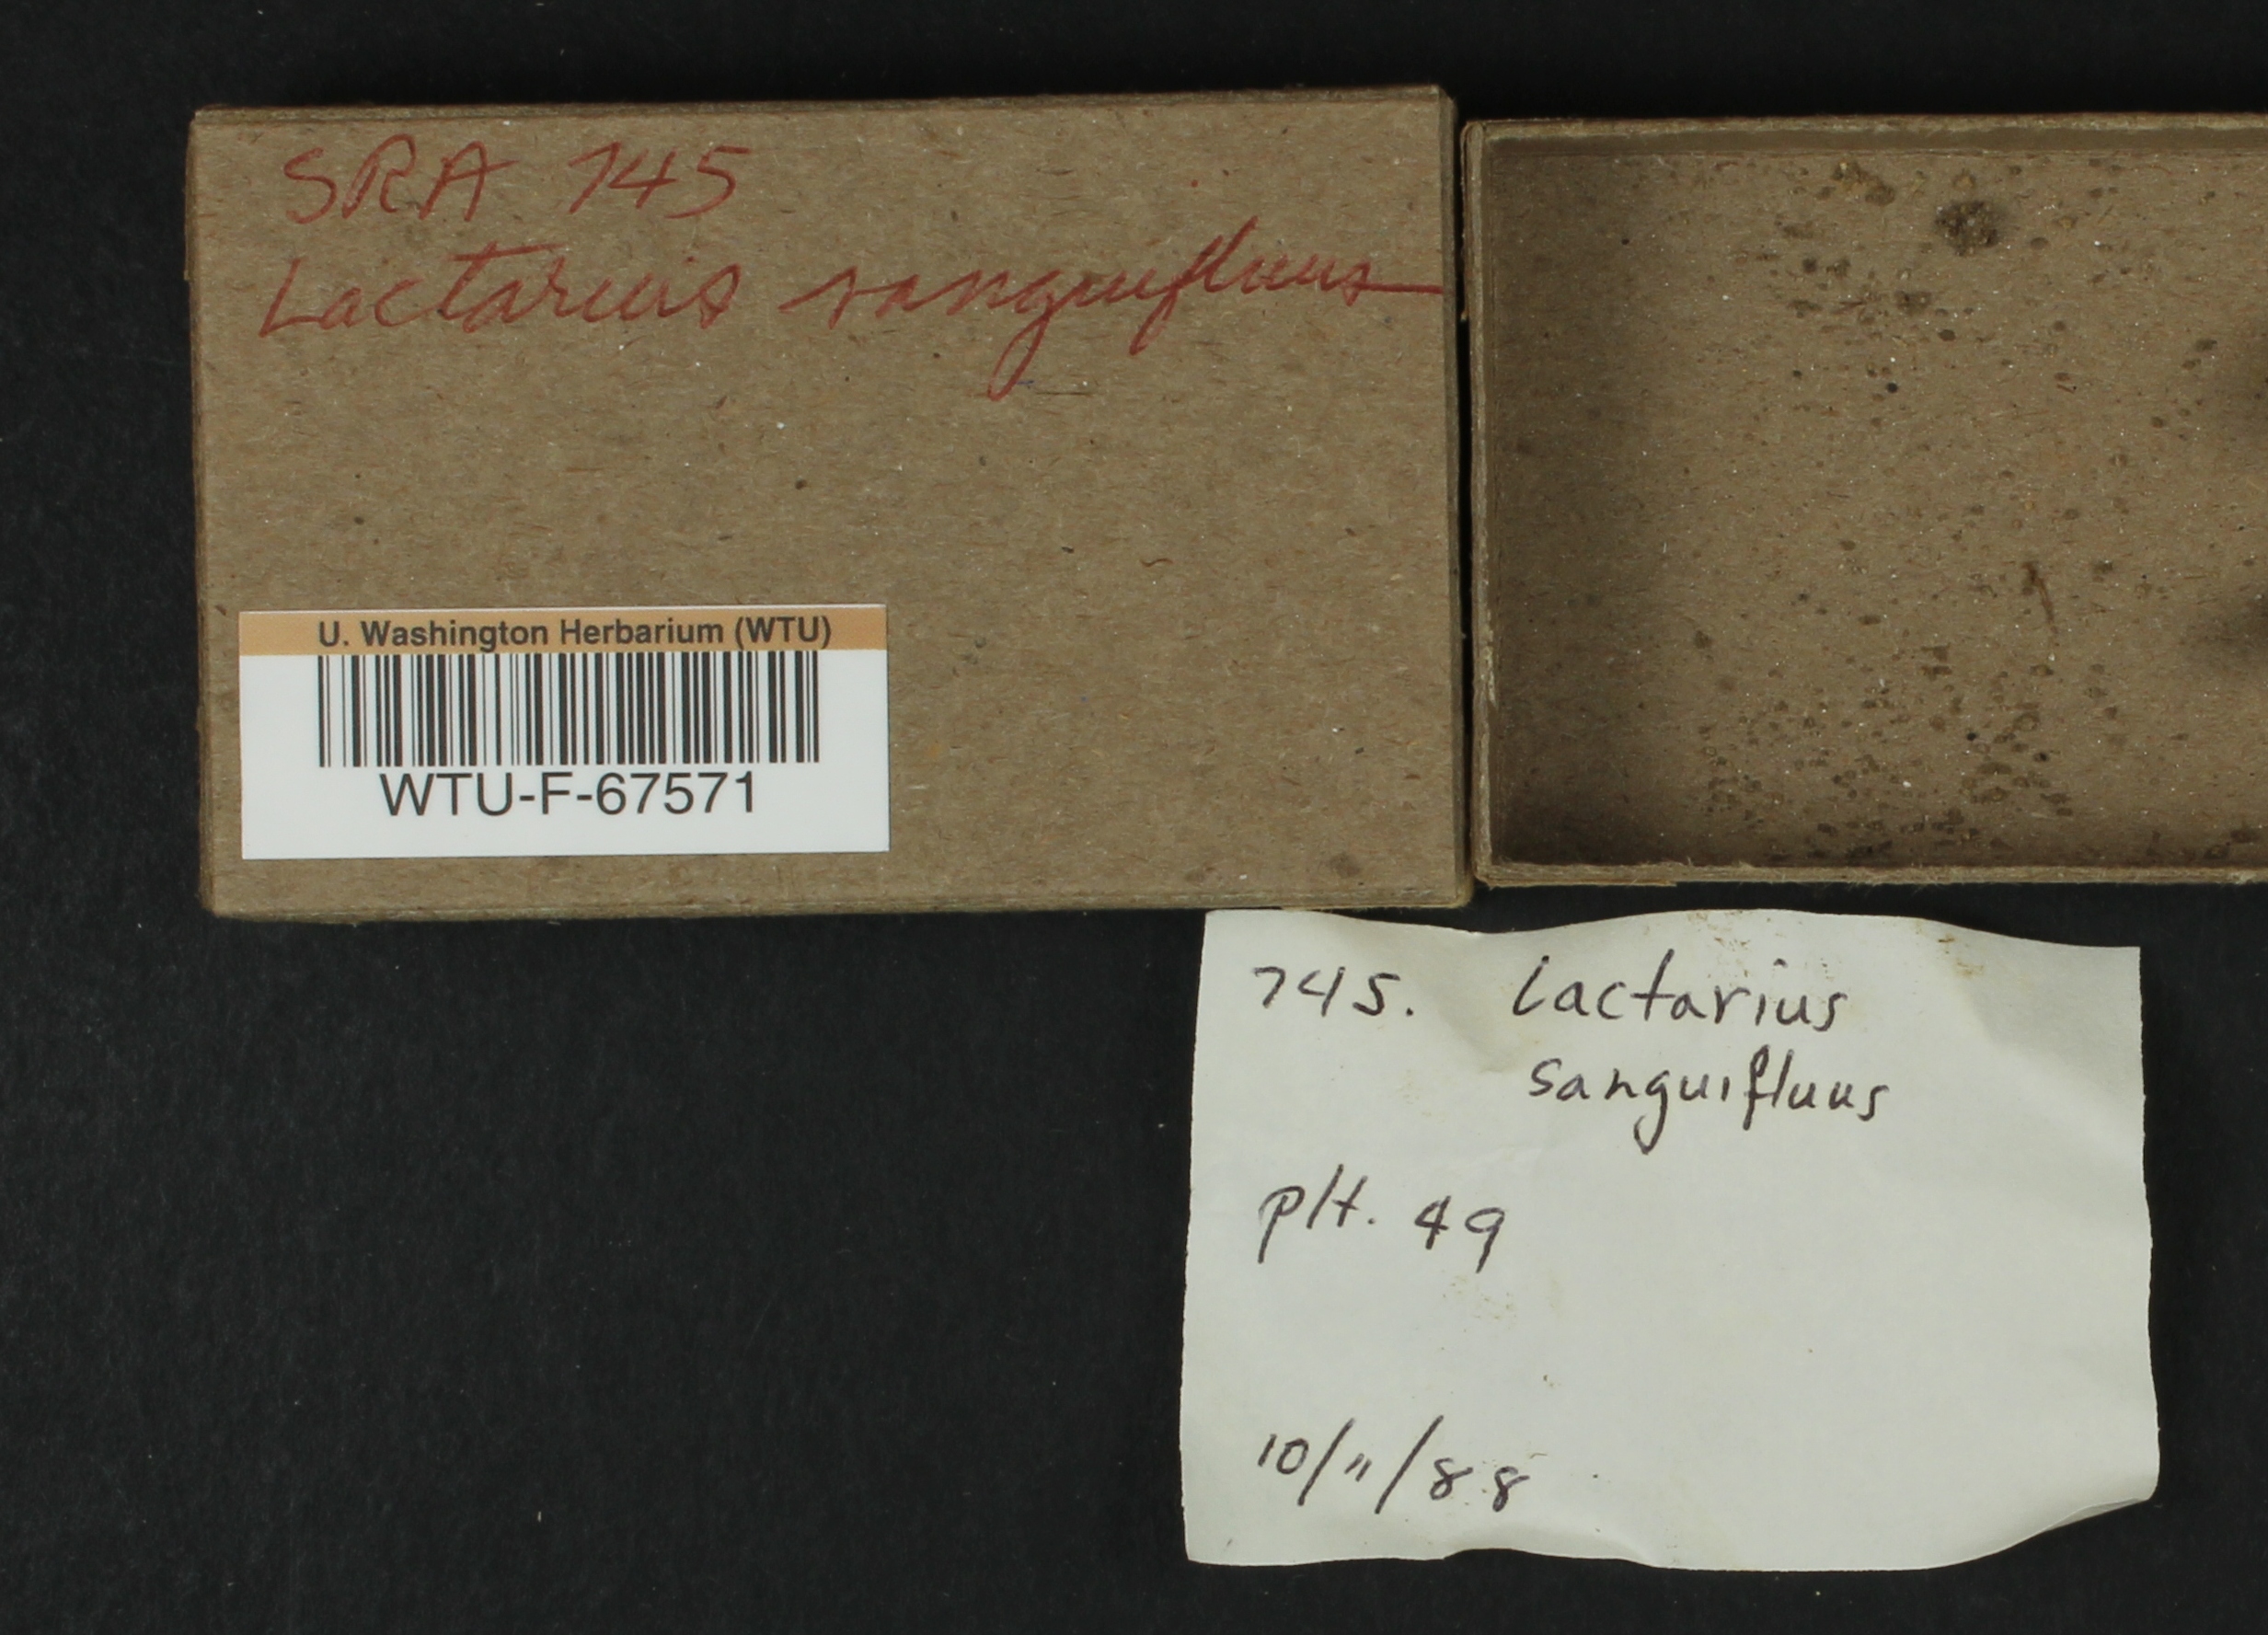 SRA 745
Lactarius sanguifluus
U. Washington Herbarium (WTU)
WTU-F-67571
745. Lactarius
sanguifluus
plt. 49
10/11/88